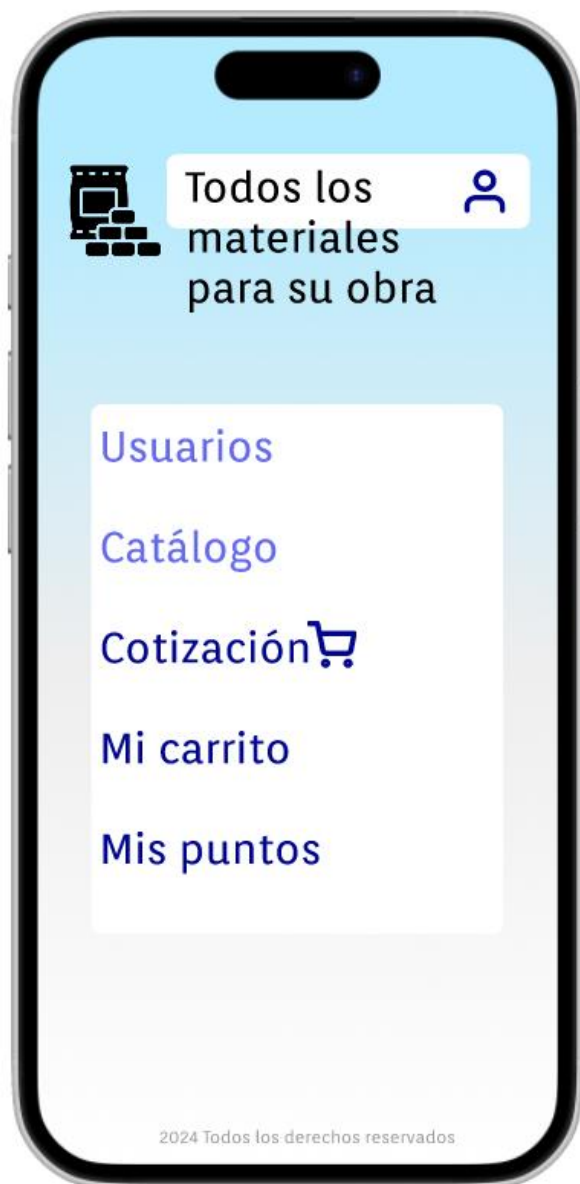 Todos los
materiales
para su obra
Usuarios
Catálogo
Cotización
Mi carrito
Mis puntos
2024 Todos los derechos reservados